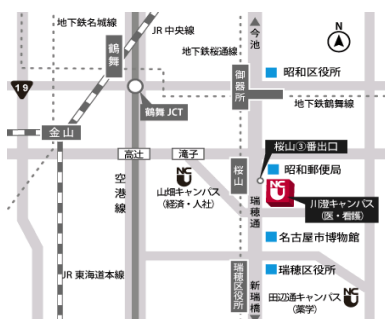 地下鉄名城線
JR 中央線
今池
N
鶴舞
地下鉄桜通線
御器所
昭和区役所
19
地下鉄鶴舞線
鶴舞 JCT
金山
桜山③番出口
高辻
滝子
桜山
昭和郵便局
NCU
山畑キャンパス
(経済・人社)
NCU
川澄キャンパス
(医・看護)
空港線
瑞穂通
名古屋市博物館
JR 東海道本線
瑞穂区役所
瑞穂区役所
新瑞橋
田辺通キャンパス
(薬学)
NCU